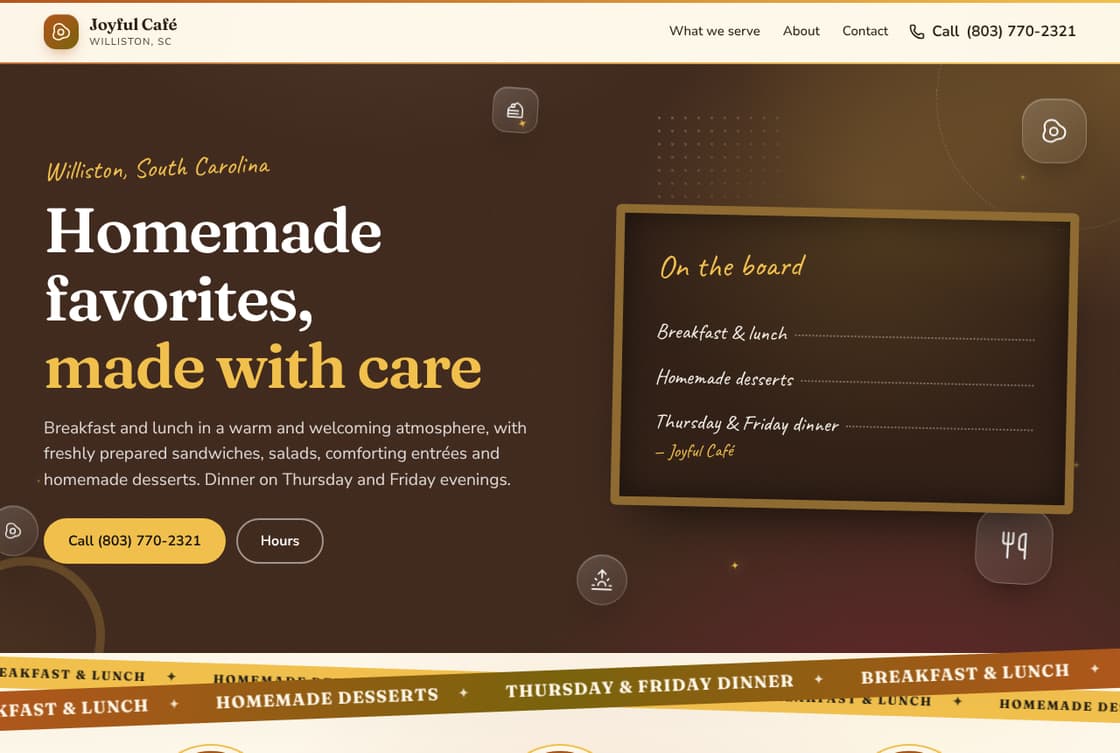 Joyful Café
WILLISTON, SC
What we serve
About
Contact
Call (803) 770-2321
Williston, South Carolina
Homemade
favorites,
made with care
Breakfast and lunch in a warm and welcoming atmosphere, with
freshly prepared sandwiches, salads, comforting entrées and
homemade desserts. Dinner on Thursday and Friday evenings.
Call (803) 770-2321
Hours
On the board
Breakfast & lunch
Homemade desserts
Thursday & Friday dinner
– Joyful Café
EAKFAST & LUNCH ✦
KFAST & LUNCH ✦ HOMEMADE DESSERTS ✦ THURSDAY & FRIDAY DINNER ✦ BREAKFAST & LUNCH ✦
& LUNCH ✦ HOMEMADE DES